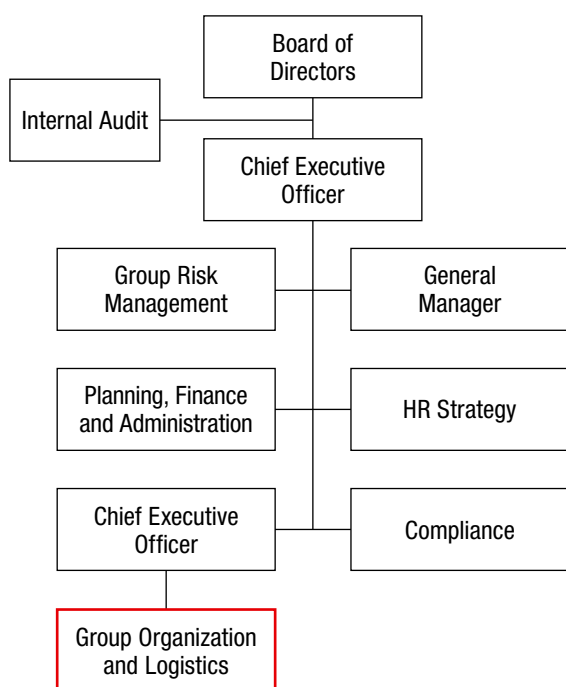 Board of
Directors
Internal Audit
Chief Executive
Officer
Group Risk
Management
General
Manager
Planning, Finance
and Administration
HR Strategy
Chief Executive
Officer
Compliance
Group Organization
and Logistics